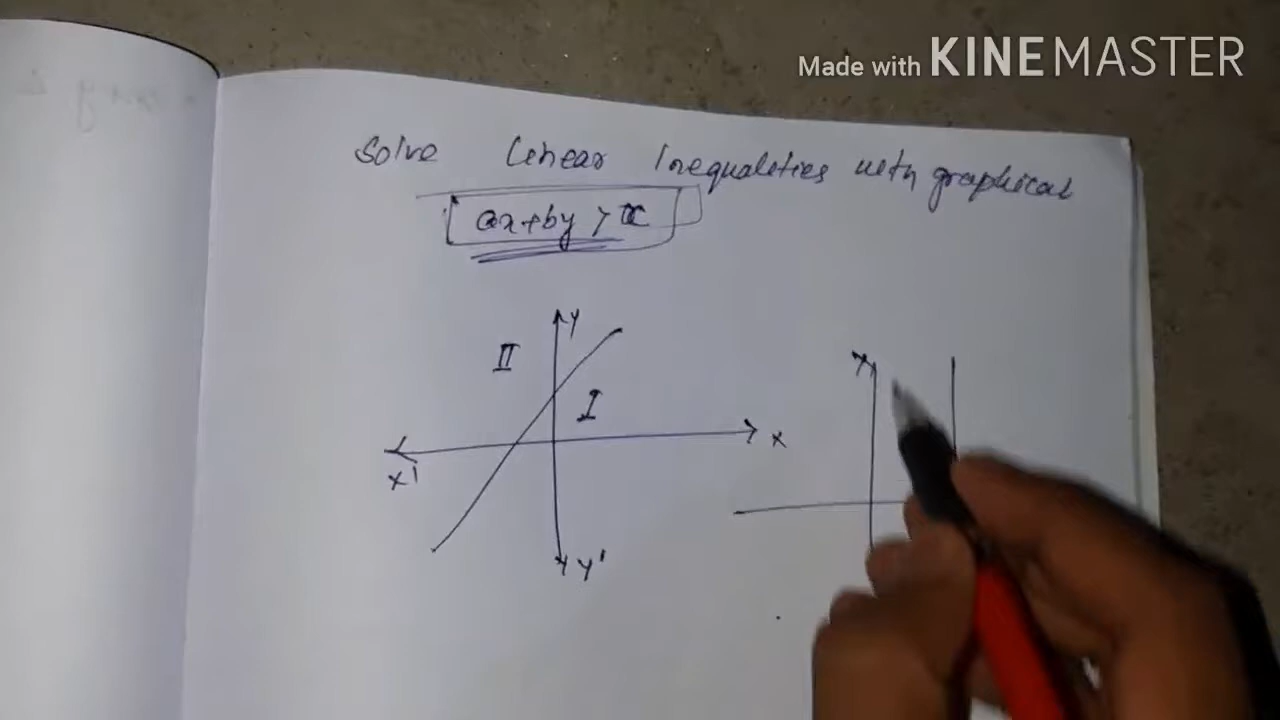 Made with KINEMASTER
Solve Linear Inequalities with graphical
ax+by >
y
II
I
x
x'
y'
y